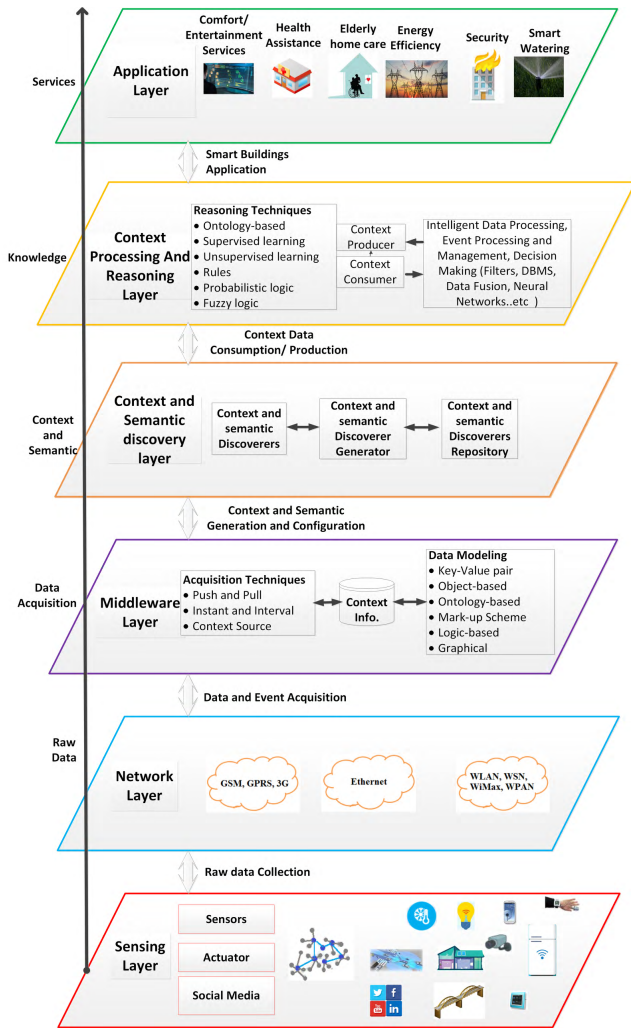 Comfort/
Entertainment
Services
Health
Assistance
Elderly
home care
Energy
Efficiency
Security
Smart
Watering
Services
Application
Layer
Smart Buildings
Application
Knowledge
Context
Processing And
Reasoning
Layer
Reasoning Techniques
• Ontology-based
• Supervised learning
• Unsupervised learning
• Rules
• Probabilistic logic
• Fuzzy logic
Context
Producer
Context
Consumer
Intelligent Data Processing,
Event Processing and
Management, Decision
Making (Filters, DBMS,
Data Fusion, Neural
Networks..etc )
Context Data
Consumption/ Production
Context
and
Semantic
Context and
Semantic
discovery
layer
Context and
semantic
Discoverers
Context and
semantic
Discoverer
Generator
Context and
semantic
Discoverers
Repository
Context and Semantic
Generation and Configuration
Data
Acquisition
Middleware
Layer
Acquisition Techniques
• Push and Pull
• Instant and Interval
• Context Source
Context
Info.
Data Modeling
• Key-Value pair
• Object-based
• Ontology-based
• Mark-up Scheme
• Logic-based
• Graphical
Data and Event Acquisition
Raw
Data
Network
Layer
GSM, GPRS, 3G
Ethernet
WLAN, WSN,
WiMax, WPAN
Raw data Collection
Sensing
Layer
Sensors
Actuator
Social Media